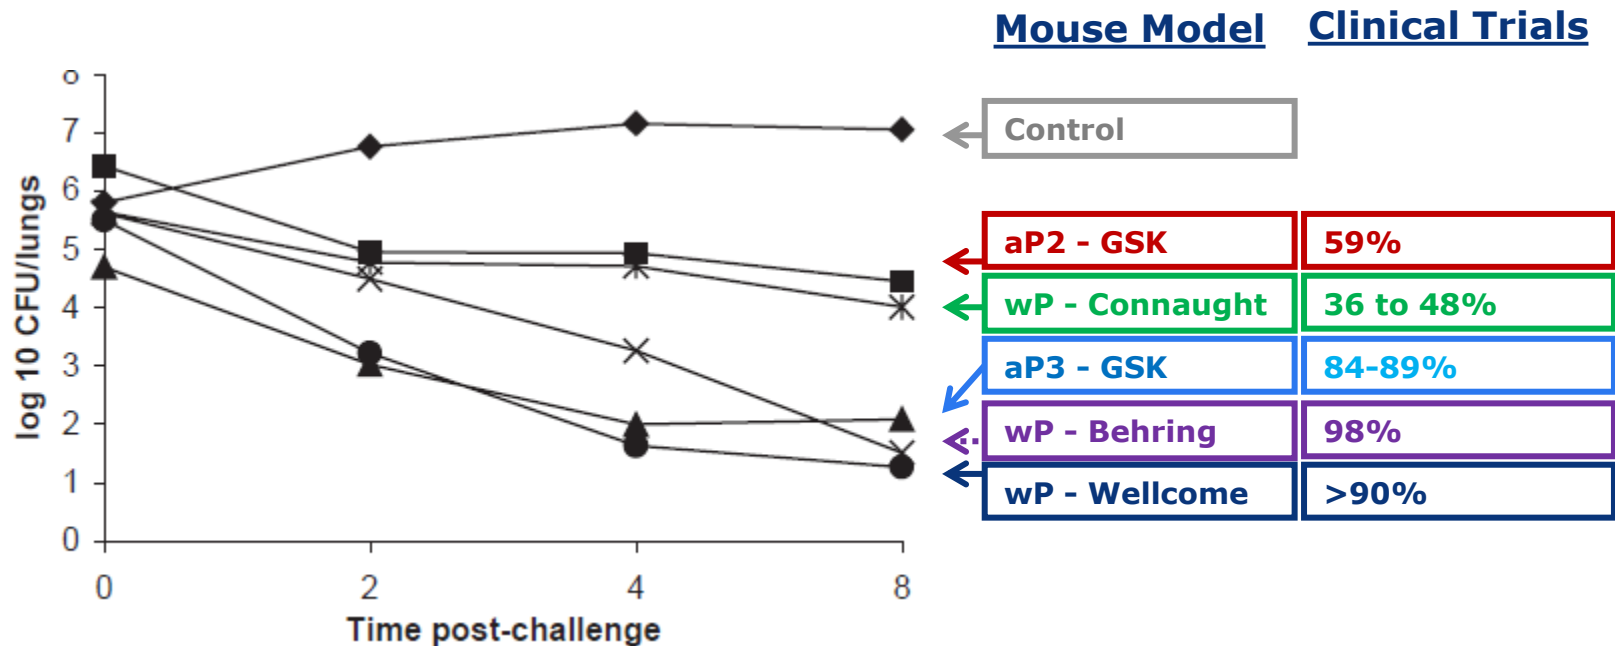 Mouse Model Clinical Trials
8
7
6
5
4
3
2
1
0
0 2 4 8
log 10 CFU/lungs
Time post-challenge
Control
aP2 - GSK 59%
wP - Connaught 36 to 48%
aP3 - GSK 84-89%
wP - Behring 98%
wP - Wellcome >90%